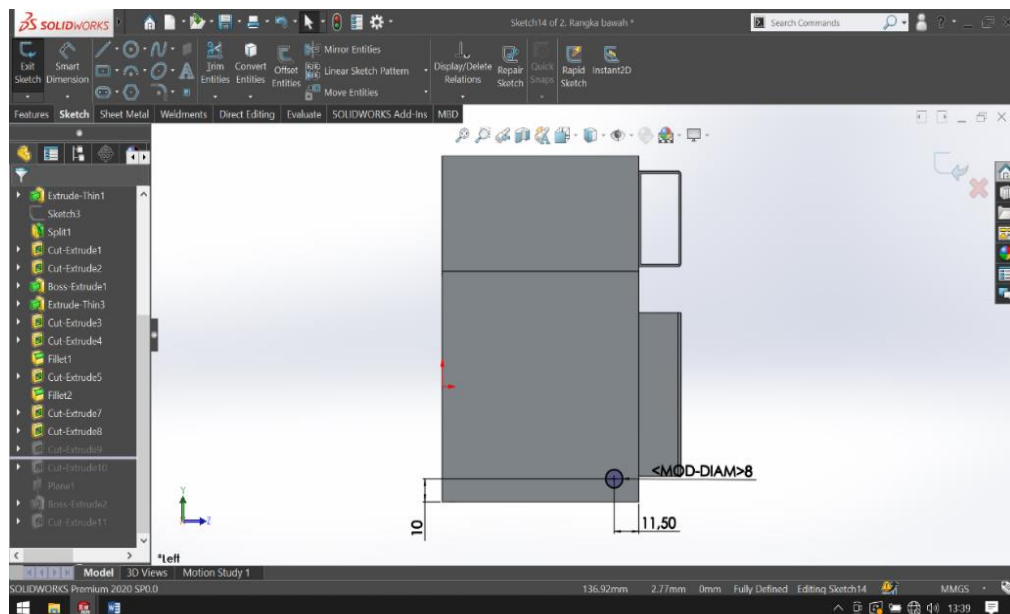 SOLIDWORKS
Sketch14 of 2. Rangka bawah *
Search Commands
Exit Sketch
Smart Dimension
Trim Entities
Convert Entities
Offset Entities
Mirror Entities
Linear Sketch Pattern
Move Entities
Display/Delete Relations
Repair Sketch
Quick Snaps
Rapid Sketch
Instant2D
Features Sketch Sheet Metal Weldments Direct Editing Evaluate SOLIDWORKS Add-Ins MBD
Extrude-Thin1
Sketch3
Split1
Cut-Extrude1
Cut-Extrude2
Boss-Extrude1
Extrude-Thin3
Cut-Extrude3
Cut-Extrude4
Fillet1
Cut-Extrude5
Fillet2
Cut-Extrude7
Cut-Extrude8
Cut-Extrude9
Cut-Extrude10
Plane1
Boss-Extrude2
Cut-Extrude11
<MOD-DIAM>8
10
11,50
Y
Z
*Left
Model 3D Views Motion Study 1
SOLIDWORKS Premium 2020 SP0.0
136.92mm 2.77mm 0mm Fully Defined Editing Sketch14 MMGS
13:39